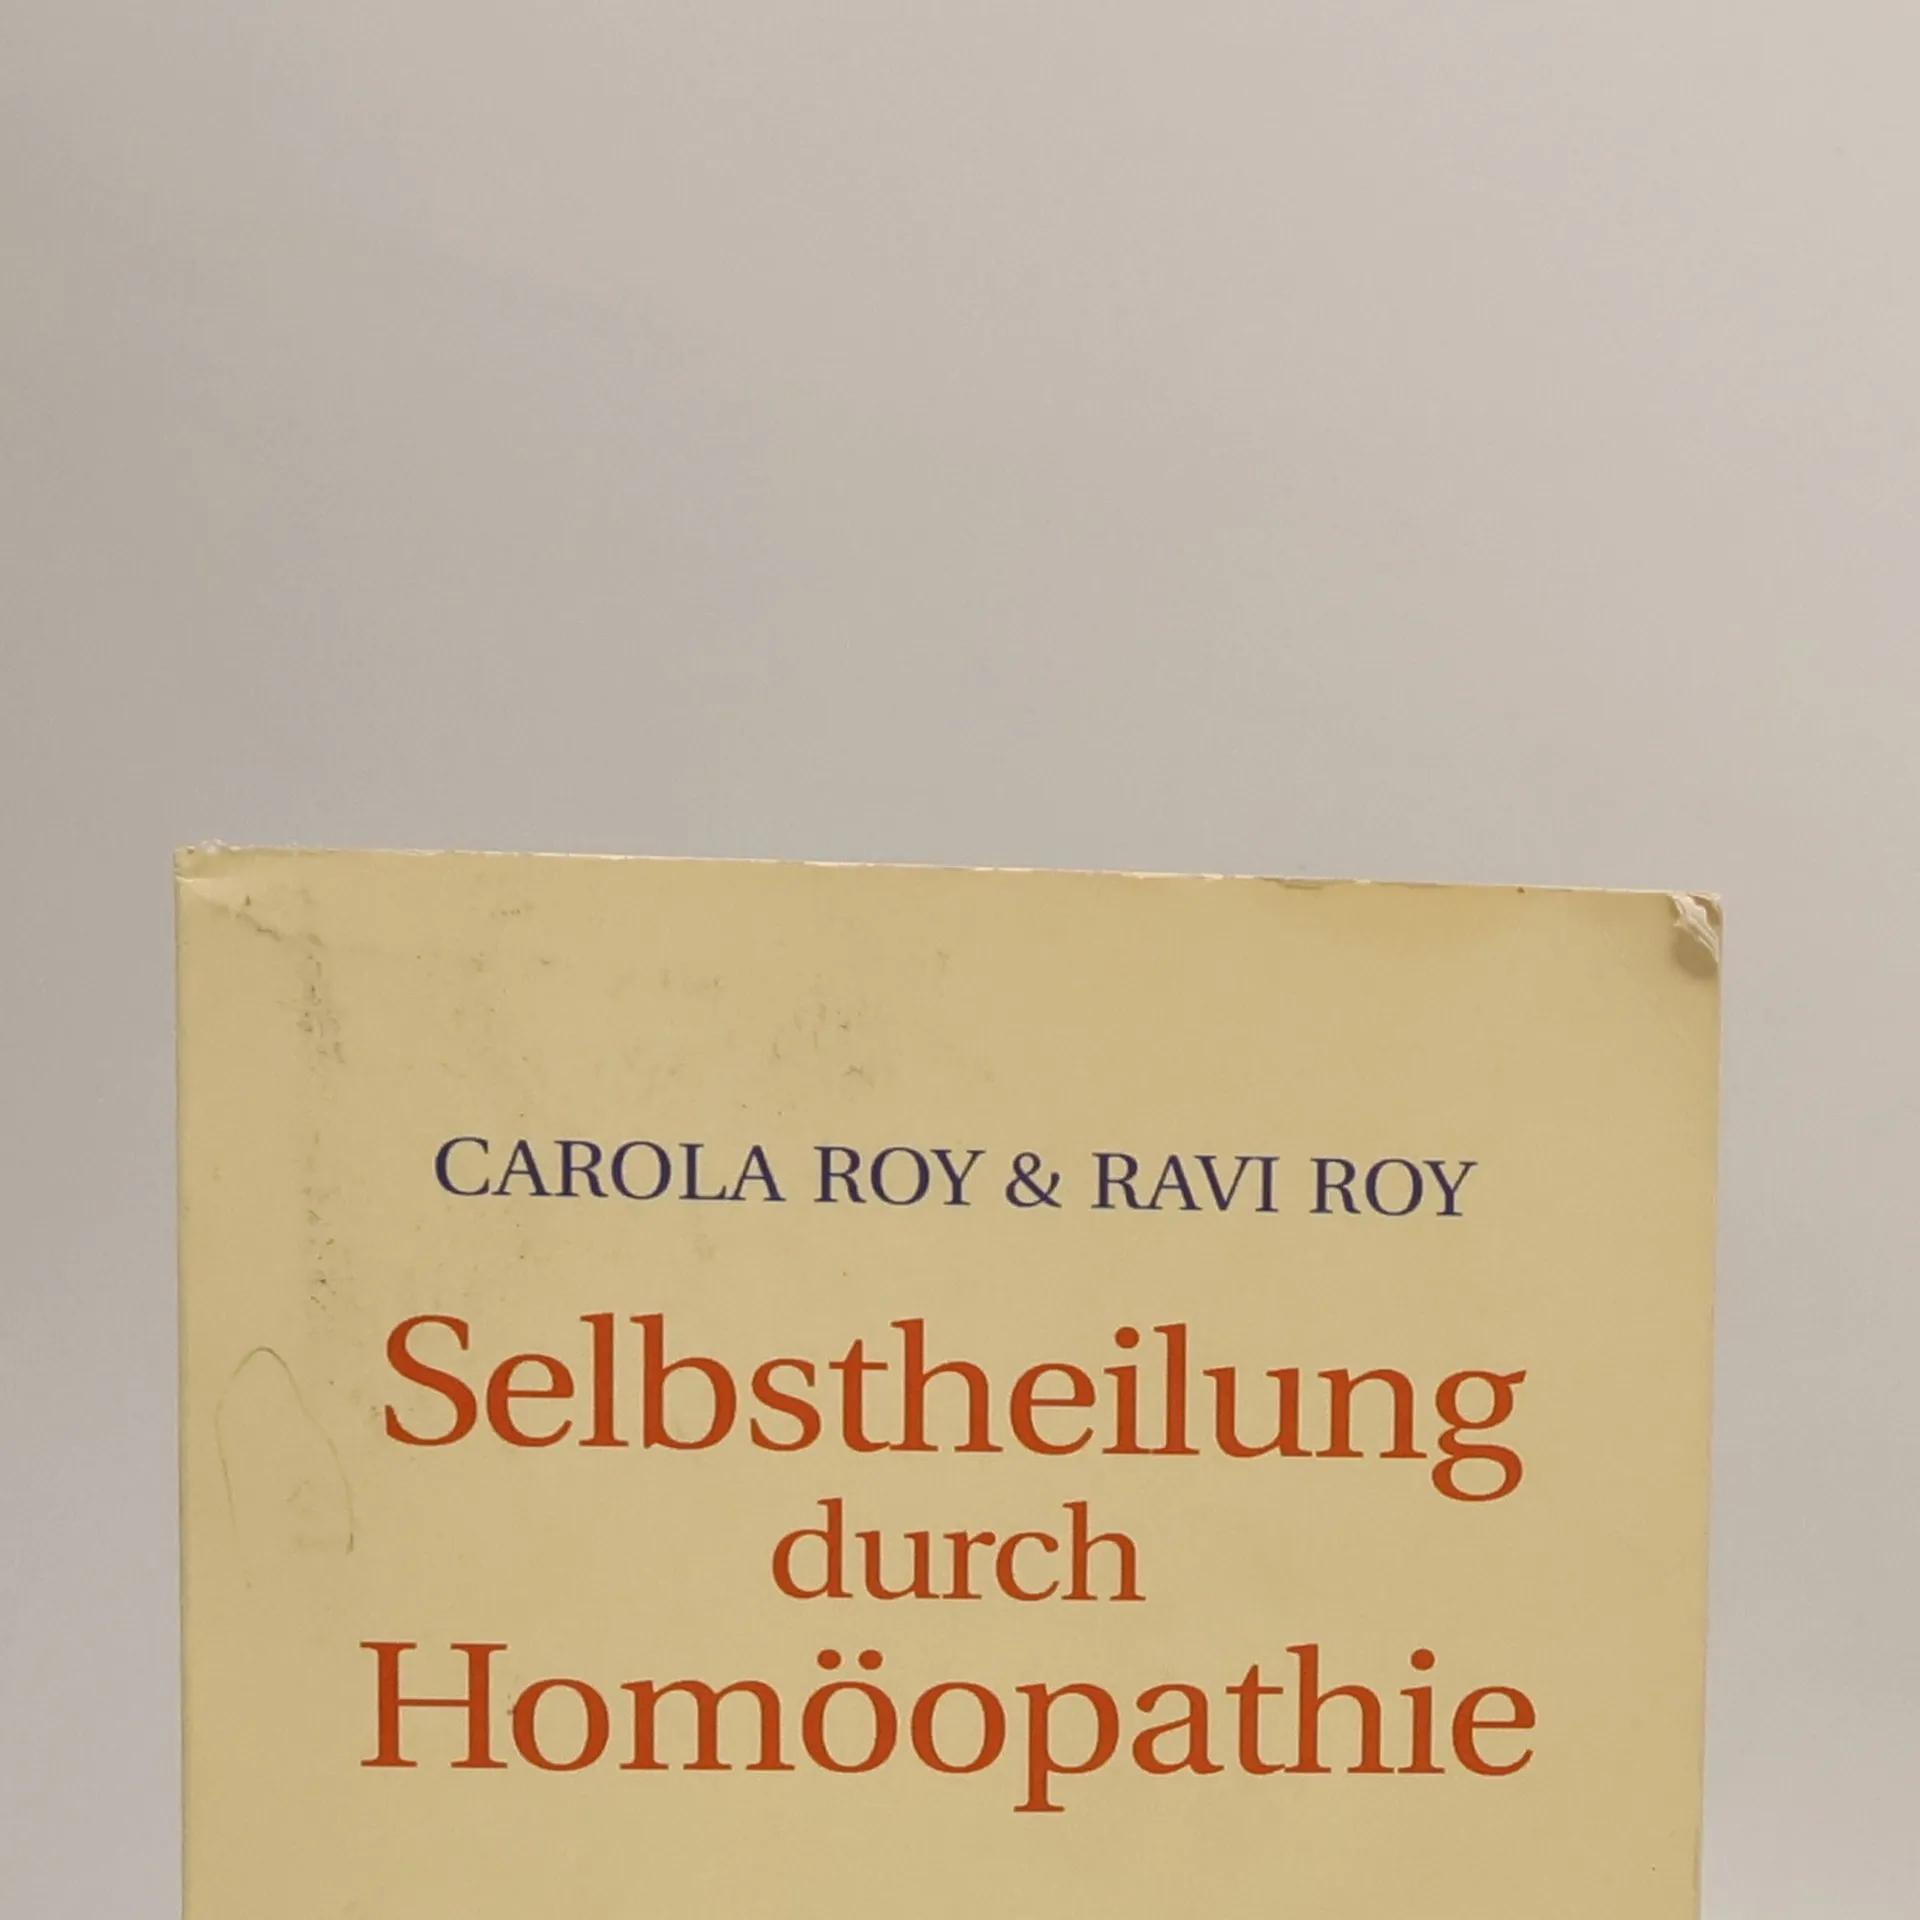 CAROLA ROY & RAVI ROY
Selbstheilung
durch
Homöopathie